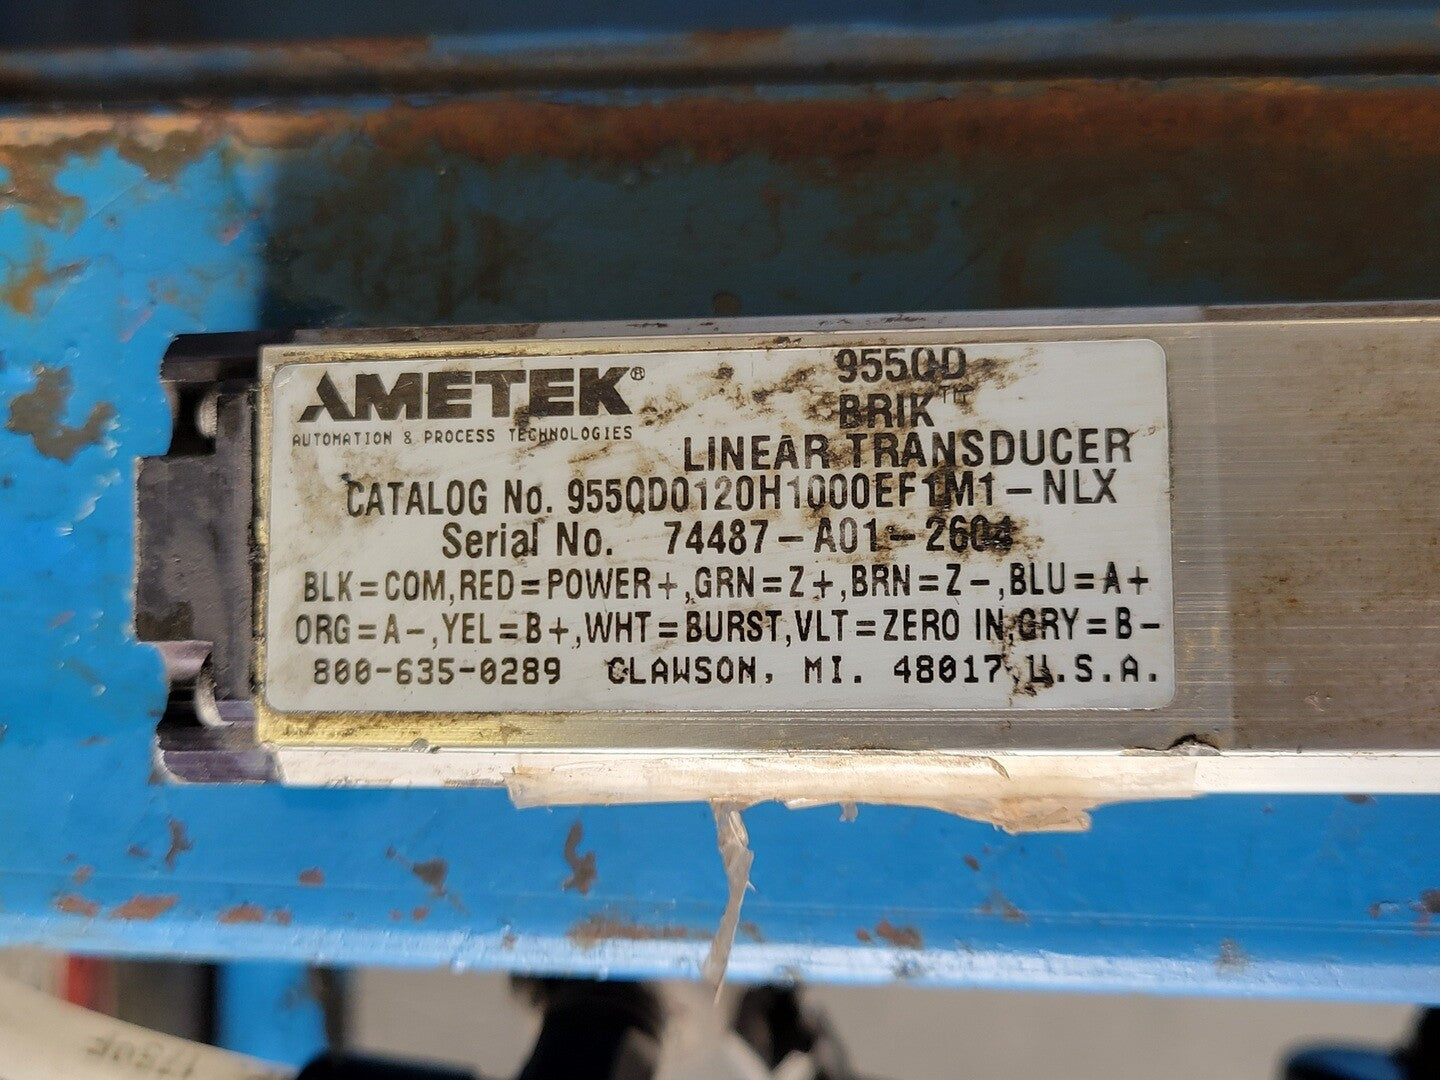 AMETEK®
AUTOMATION & PROCESS TECHNOLOGIES
955QD
BRIK™
LINEAR TRANSDUCER
CATALOG No. 955QD0120H1000EF1M1-NLX
Serial No. 74487-A01-2604
BLK=COM,RED=POWER+,GRN=Z+,BRN=Z-,BLU=A+
ORG=A-,YEL=B+,WHT=BURST,VLT=ZERO IN,GRY=B-
800-635-0289 CLAWSON, MI. 48017 U.S.A.